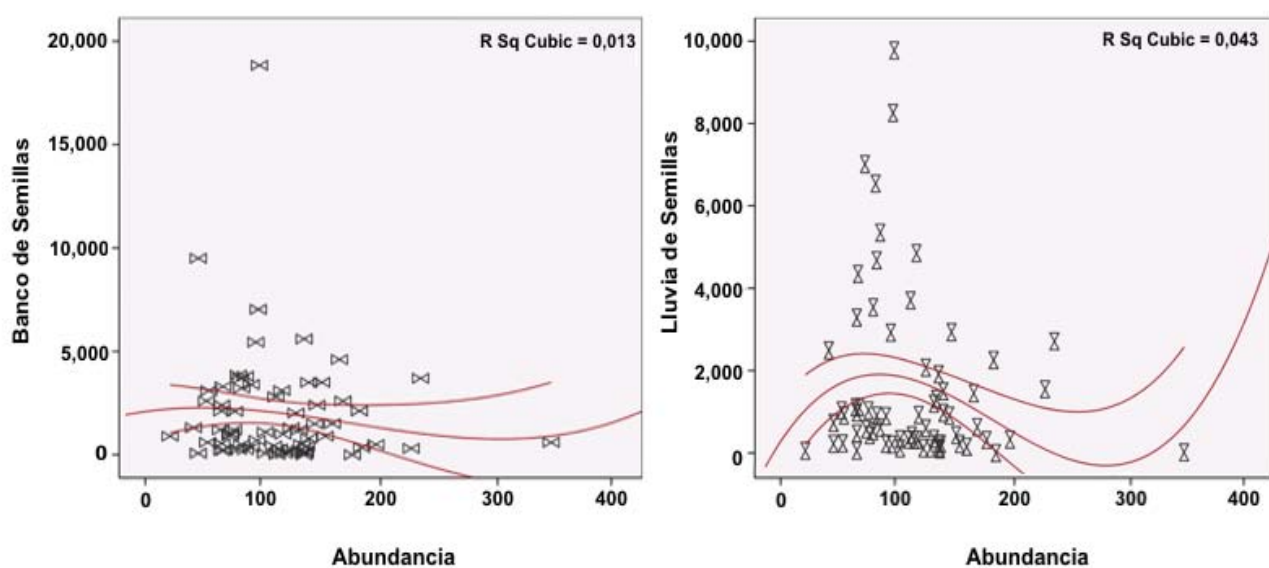 20,000
15,000
10,000
5,000
0
Banco de Semillas
R Sq Cubic = 0,013
0 100 200 300 400
Abundancia
10,000
8,000
6,000
4,000
2,000
0
Lluvia de Semillas
R Sq Cubic = 0,043
0 100 200 300 400
Abundancia